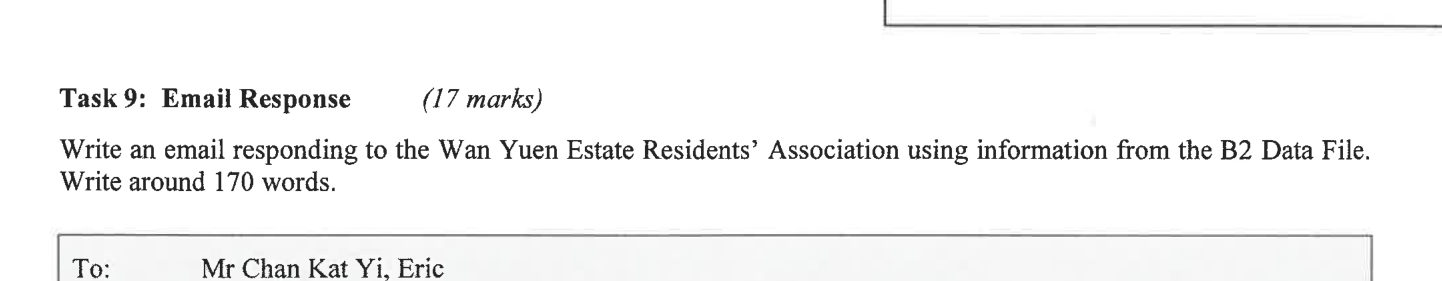 Task 9: Email Response (17 marks)
Write an email responding to the Wan Yuen Estate Residents’ Association using information from the B2 Data File.
Write around 170 words.
To: Mr Chan Kat Yi, Eric